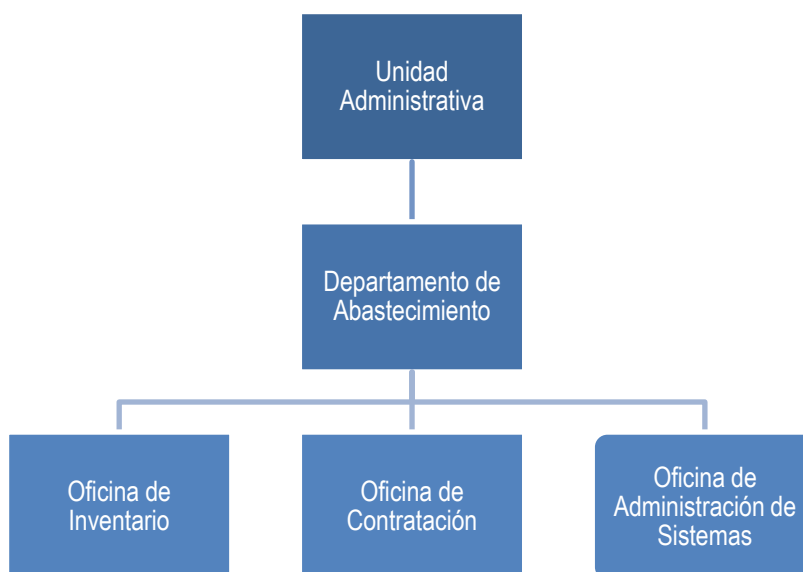 Unidad
Administrativa
Departamento de
Abastecimiento
Oficina de
Inventario
Oficina de
Contratación
Oficina de
Administración de
Sistemas